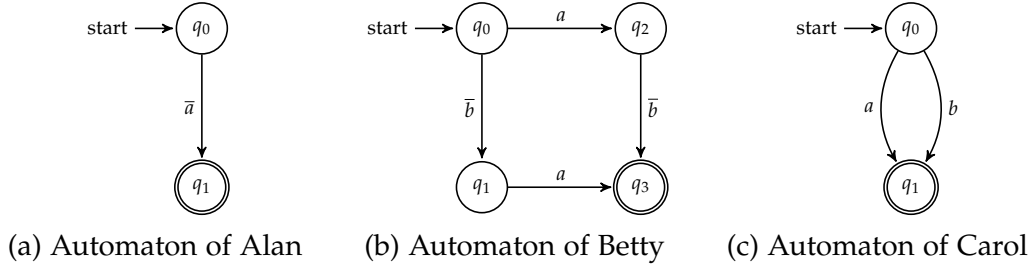 start q0 a̅ q1
(a) Automaton of Alan
start q0 a q2
b̅ b̅
q1 a q3
(b) Automaton of Betty
start q0
a b
q1
(c) Automaton of Carol